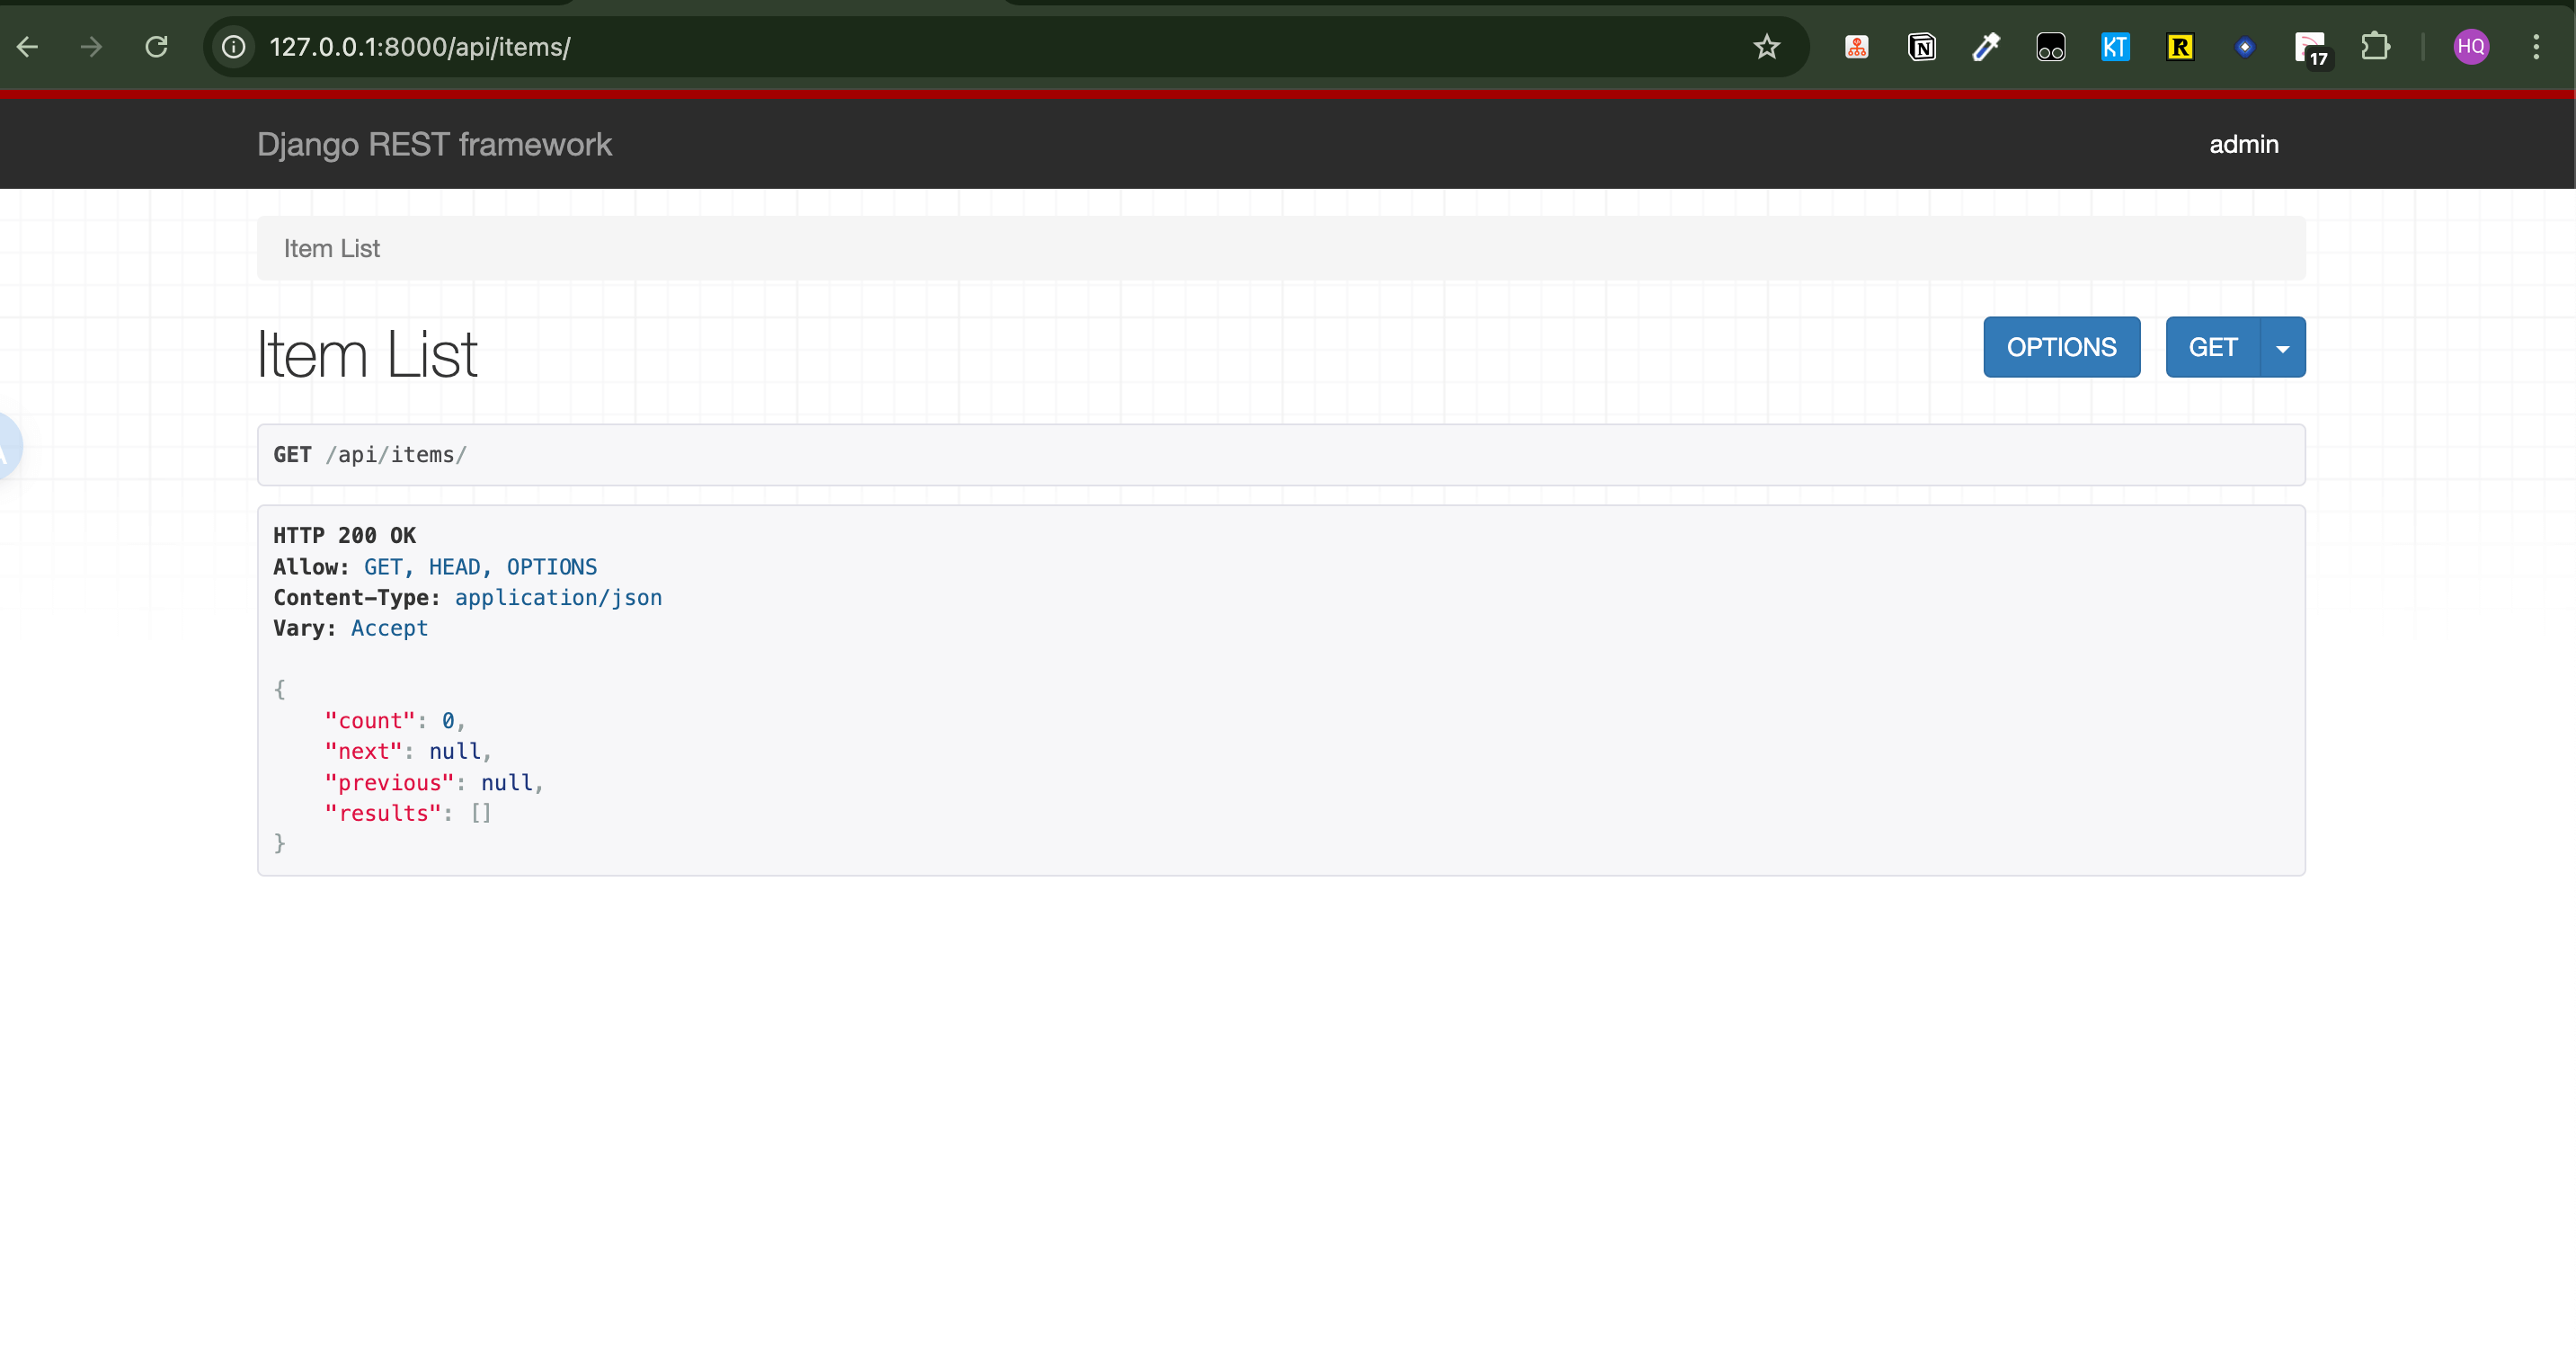 127.0.0.1:8000/api/items/
N
KT
R
17
HQ
Django REST framework
admin
Item List
Item List
OPTIONS
GET
GET /api/items/
HTTP 200 OK
Allow: GET, HEAD, OPTIONS
Content-Type: application/json
Vary: Accept
{
    "count": 0,
    "next": null,
    "previous": null,
    "results": []
}